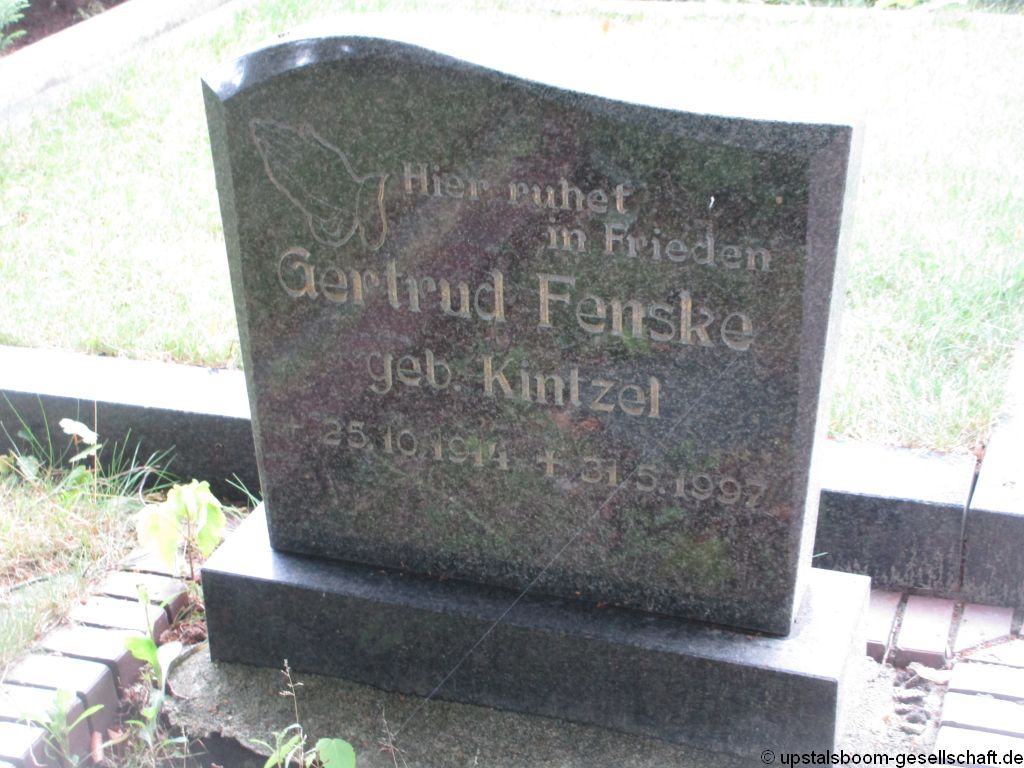 Hier ruhet
in Frieden
Gertrud Fenske
geb. Kintzel
* 25.10.1914 ✝ 31.5.1997
© upstalsboom-gesellschaft.de